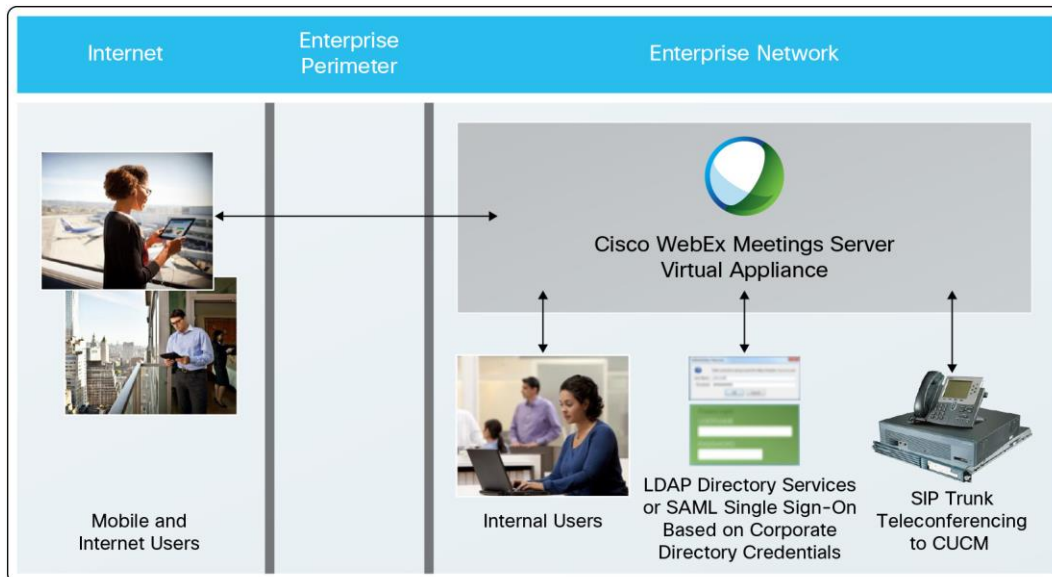 Internet
Enterprise
Perimeter
Enterprise Network
Cisco WebEx Meetings Server
Virtual Appliance
Mobile and
Internet Users
Internal Users
LDAP Directory Services
or SAML Single Sign-On
Based on Corporate
Directory Credentials
SIP Trunk
Teleconferencing
to CUCM